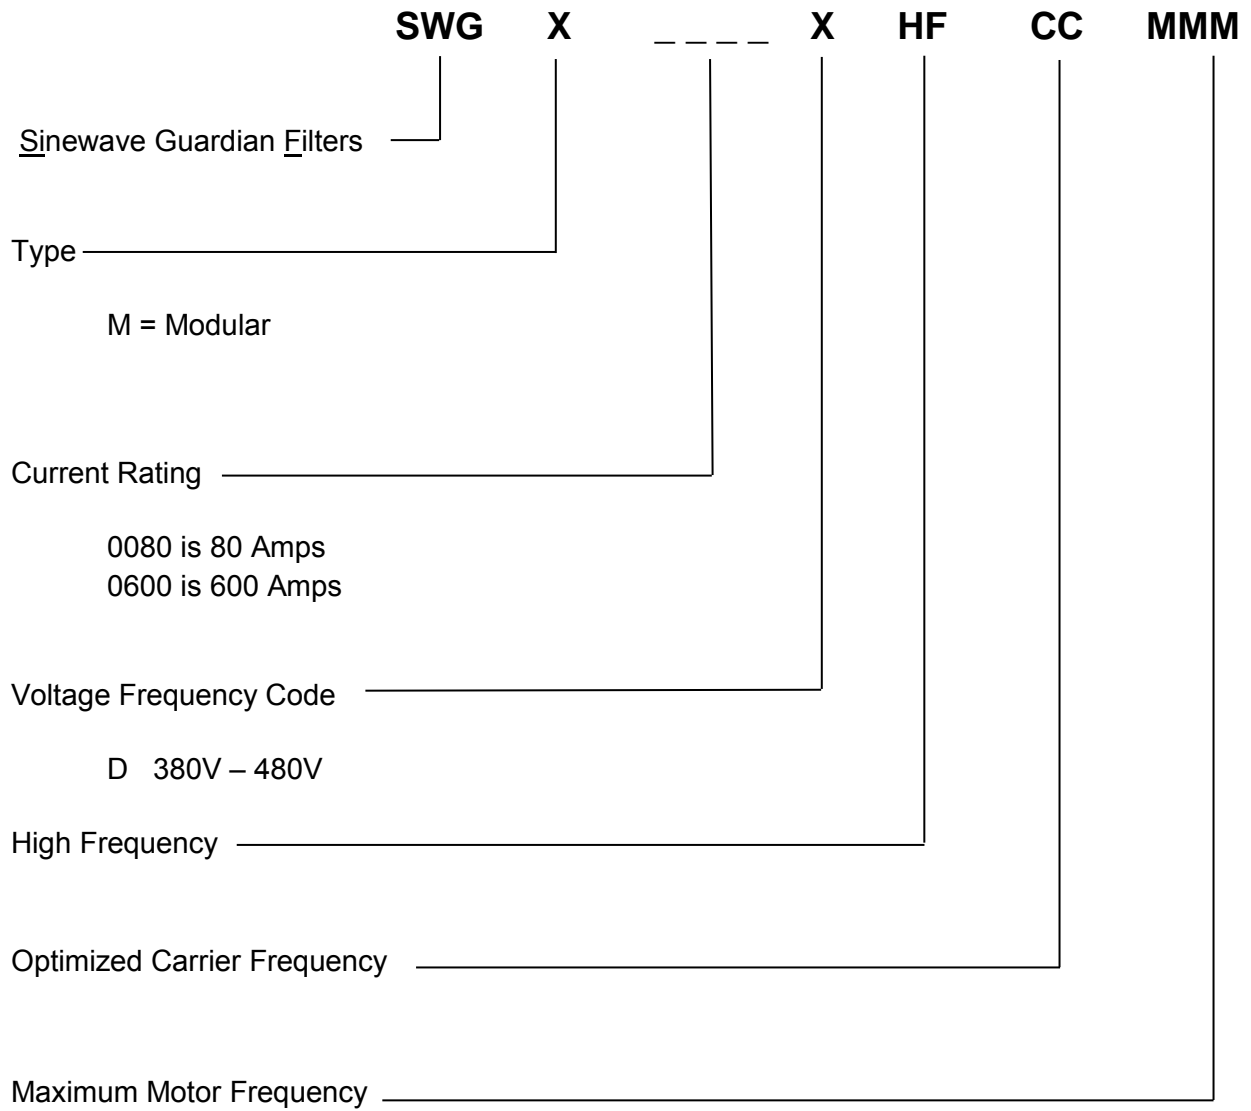 SWG X _ _ _ _ X HF CC MMM
Sinewave Guardian Filters
Type
M = Modular
Current Rating
0080 is 80 Amps
0600 is 600 Amps
Voltage Frequency Code
D 380V – 480V
High Frequency
Optimized Carrier Frequency
Maximum Motor Frequency